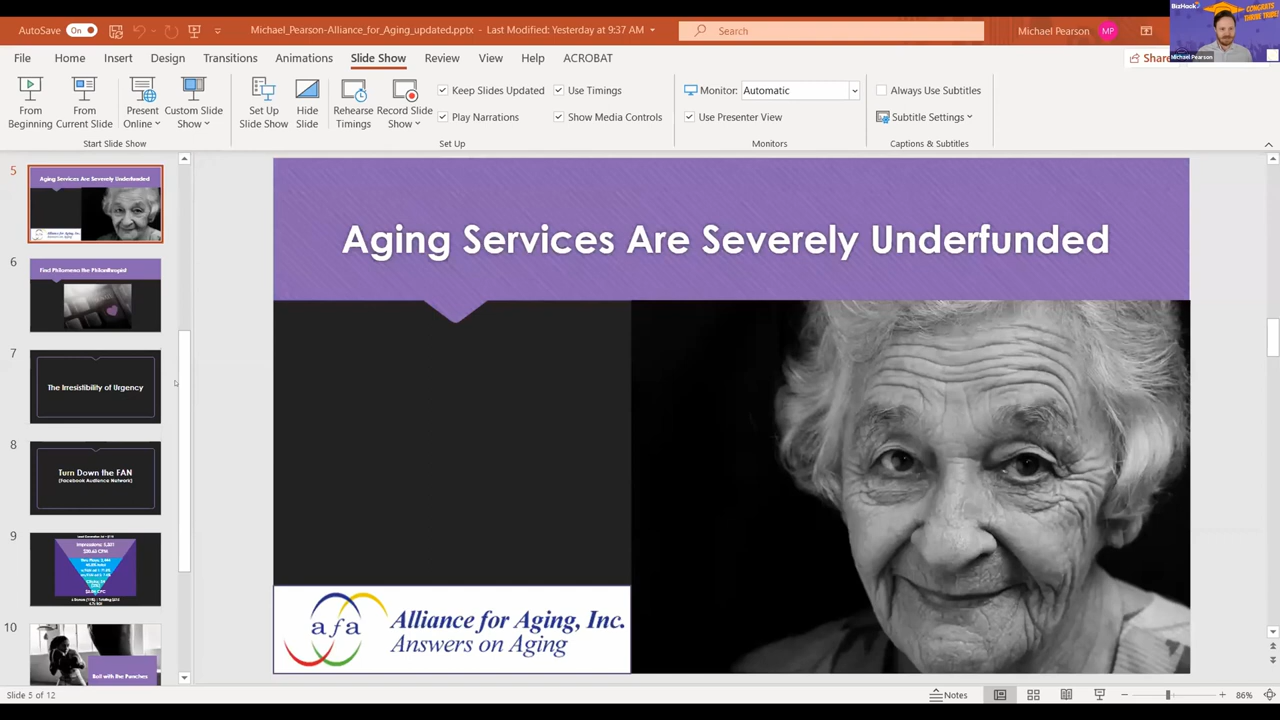 AutoSave On
Michael_Pearson-Alliance_for_Aging_updated.pptx - Last Modified: Yesterday at 9:37 AM
Search
Michael Pearson MP
BizHack
CONGRATS
Michael Pearson
File Home Insert Design Transitions Animations Slide Show Review View Help ACROBAT
Share
From Beginning
From Current Slide
Present Online
Custom Slide Show
Start Slide Show
Set Up Slide Show
Hide Slide
Rehearse Timings
Record Slide Show
Keep Slides Updated
Play Narrations
Use Timings
Show Media Controls
Set Up
Monitor: Automatic
Use Presenter View
Monitors
Always Use Subtitles
Subtitle Settings
Captions & Subtitles
5
Aging Services Are Severely Underfunded
6
Find Philomena the Philanthropist
7
The Irresistibility of Urgency
8
Turn Down the FAN
(Facebook Audience Network)
9
10
Roll with the Punches
Aging Services Are Severely Underfunded
afa
Alliance for Aging, Inc.
Answers on Aging
Slide 5 of 12
Notes
86%